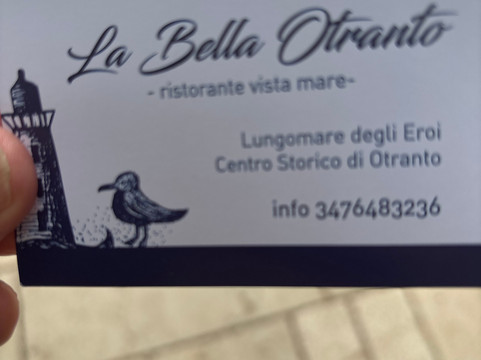 La Bella Otranto
- ristorante vista mare-
Lungomare degli Eroi
Centro Storico di Otranto
info 3476483236